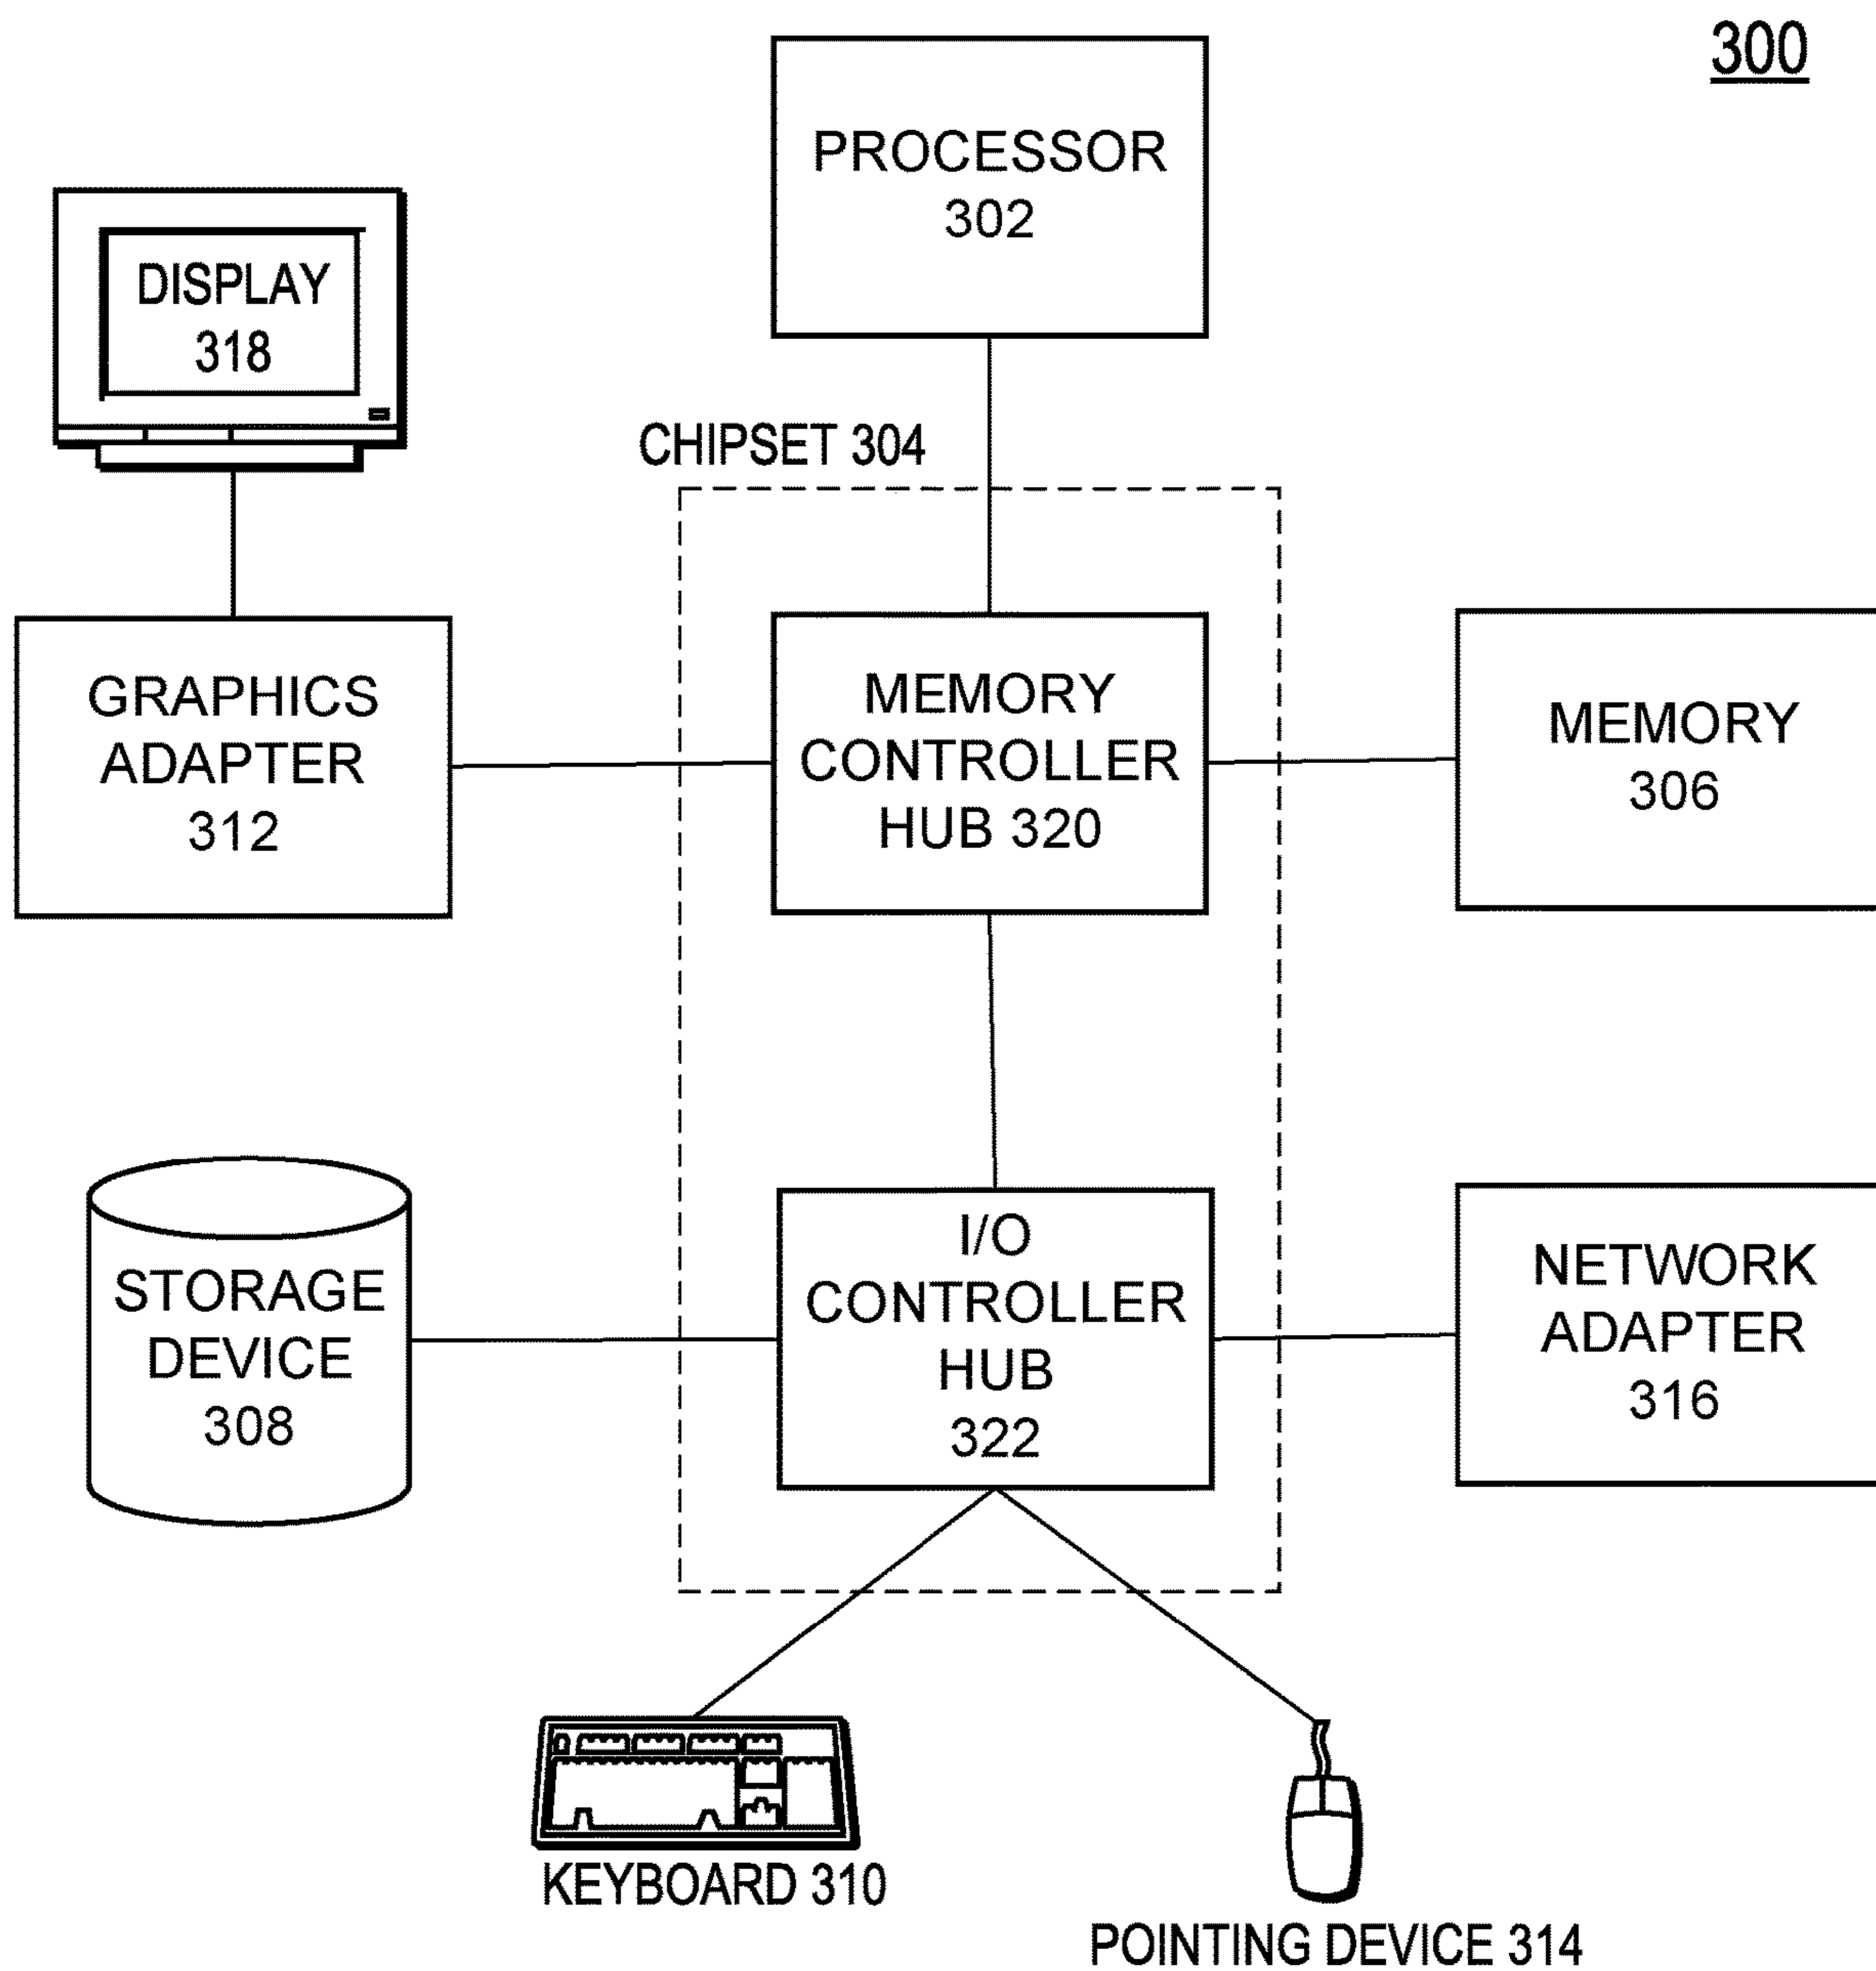 300
PROCESSOR
302
DISPLAY
318
CHIPSET 304
GRAPHICS
ADAPTER
312
MEMORY
CONTROLLER
HUB 320
MEMORY
306
STORAGE
DEVICE
308
I/O
CONTROLLER
HUB
322
NETWORK
ADAPTER
316
KEYBOARD 310
POINTING DEVICE 314